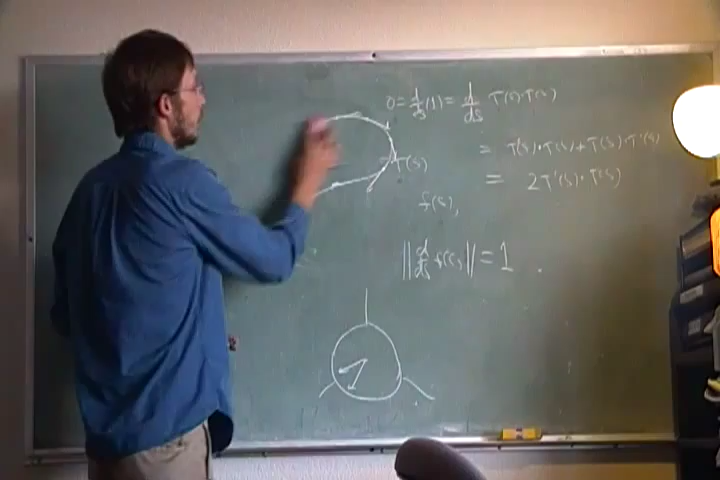 0 = d/ds (1) = d/ds T(s)·T(s)
= T(s)·T'(s) + T(s)·T'(s)
= 2T'(s)·T(s)
= T(s)
f(s),
||d/ds f(s)|| = 1 .